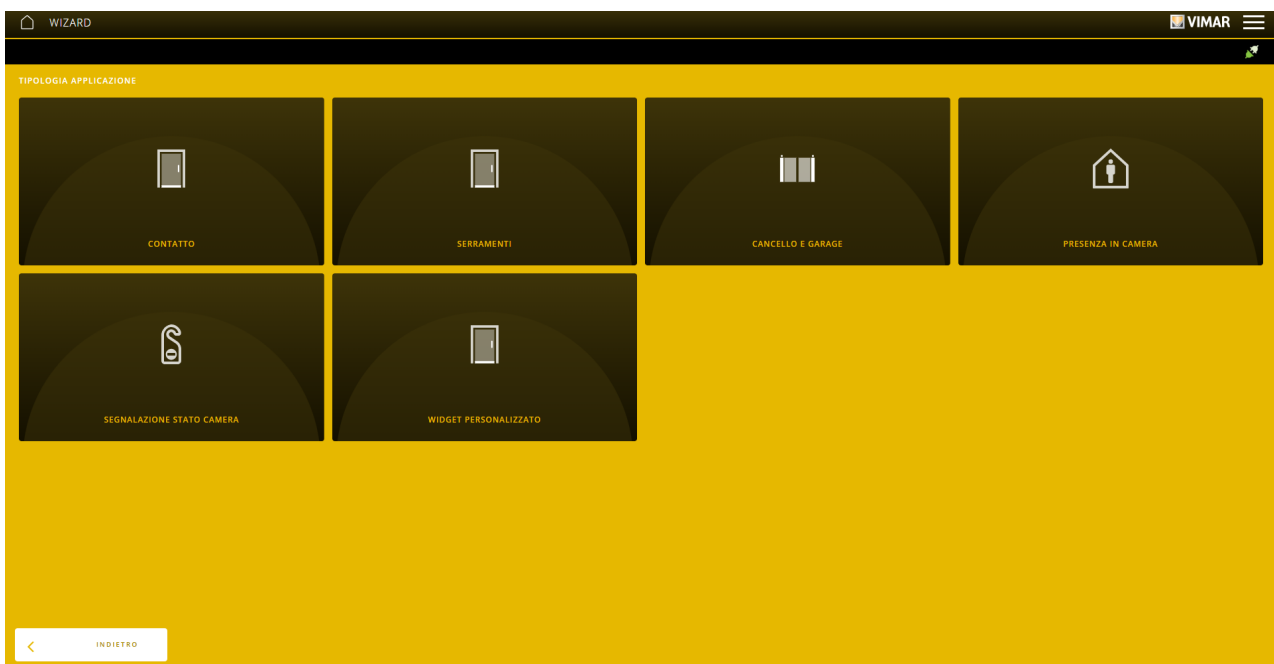 WIZARD
VIMAR
TIPOLOGIA APPLICAZIONE
CONTATTO
SERRAMENTI
CANCELLO E GARAGE
PRESENZA IN CAMERA
SEGNALAZIONE STATO CAMERA
WIDGET PERSONALIZZATO
INDIETRO